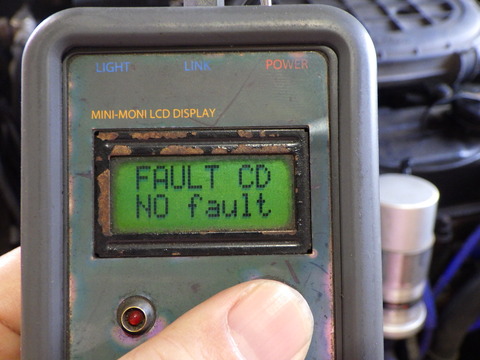 LIGHT LINK POWER
MINI-MONI LCD DISPLAY
FAULT CD
NO fault